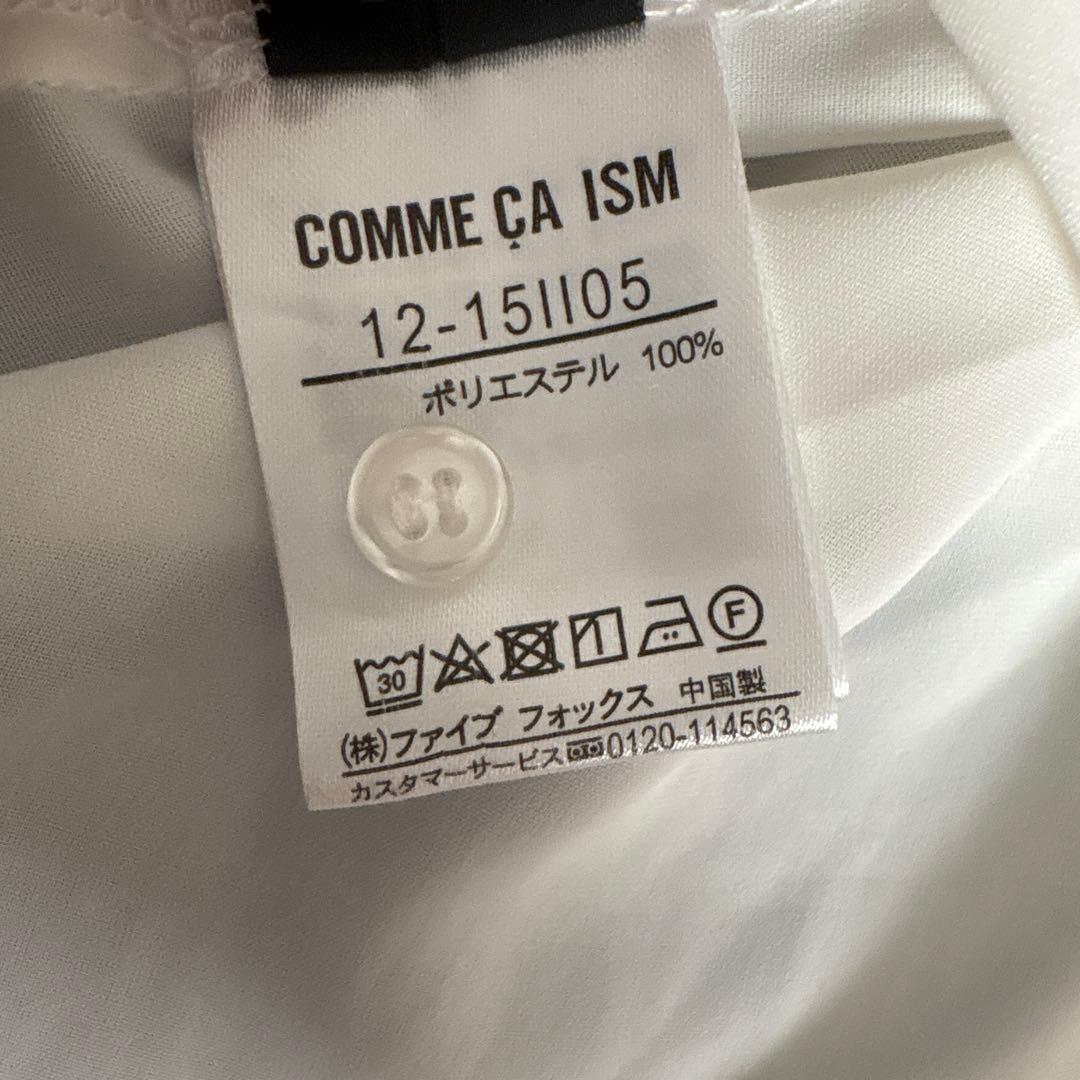 COMME ÇA ISM
12-15II05
ポリエステル 100%
30 F
(株)ファイブ フォックス 中国製
カスタマーサービス 0120-114563